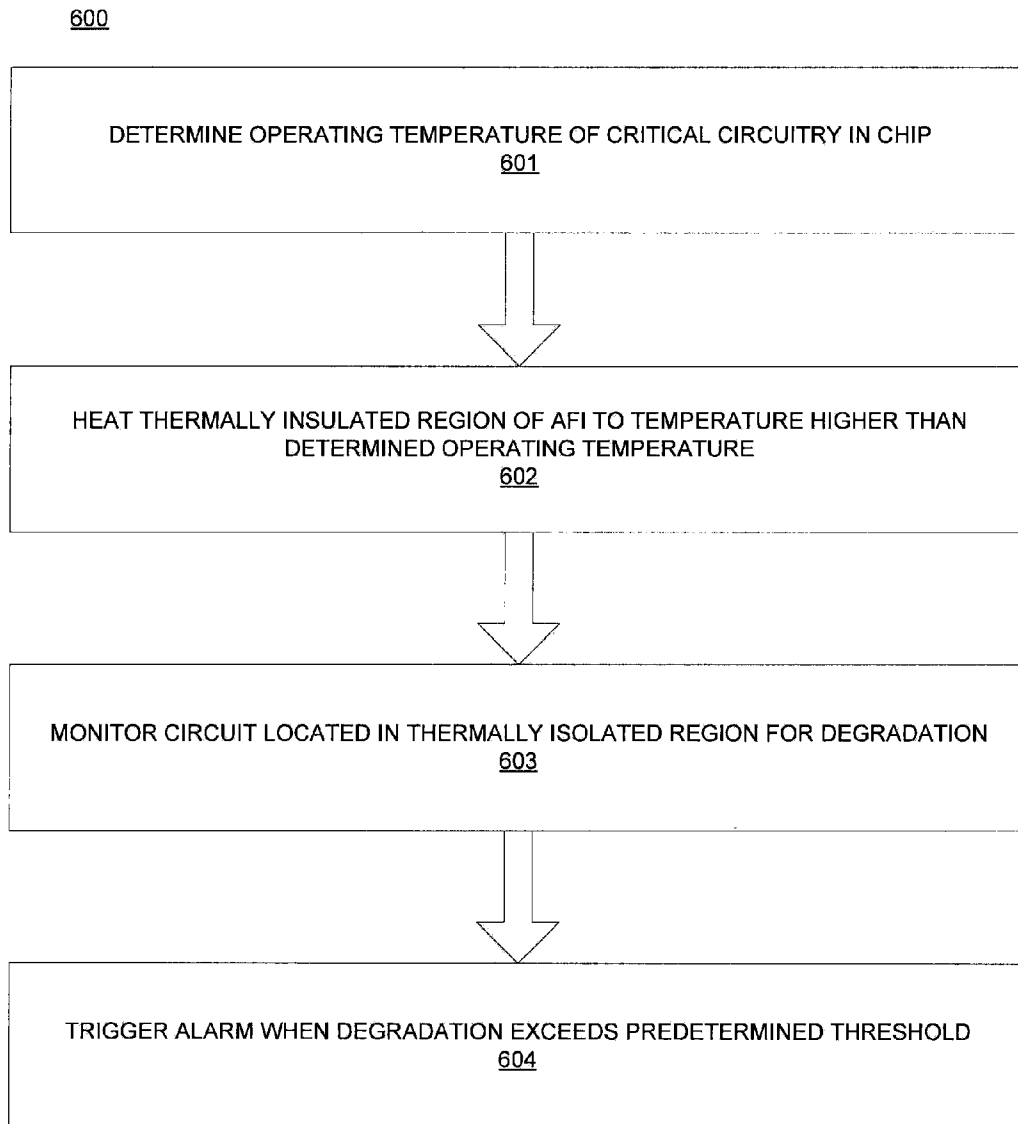 600
DETERMINE OPERATING TEMPERATURE OF CRITICAL CIRCUITRY IN CHIP
601
HEAT THERMALLY INSULATED REGION OF AFI TO TEMPERATURE HIGHER THAN
DETERMINED OPERATING TEMPERATURE
602
MONITOR CIRCUIT LOCATED IN THERMALLY ISOLATED REGION FOR DEGRADATION
603
TRIGGER ALARM WHEN DEGRADATION EXCEEDS PREDETERMINED THRESHOLD
604